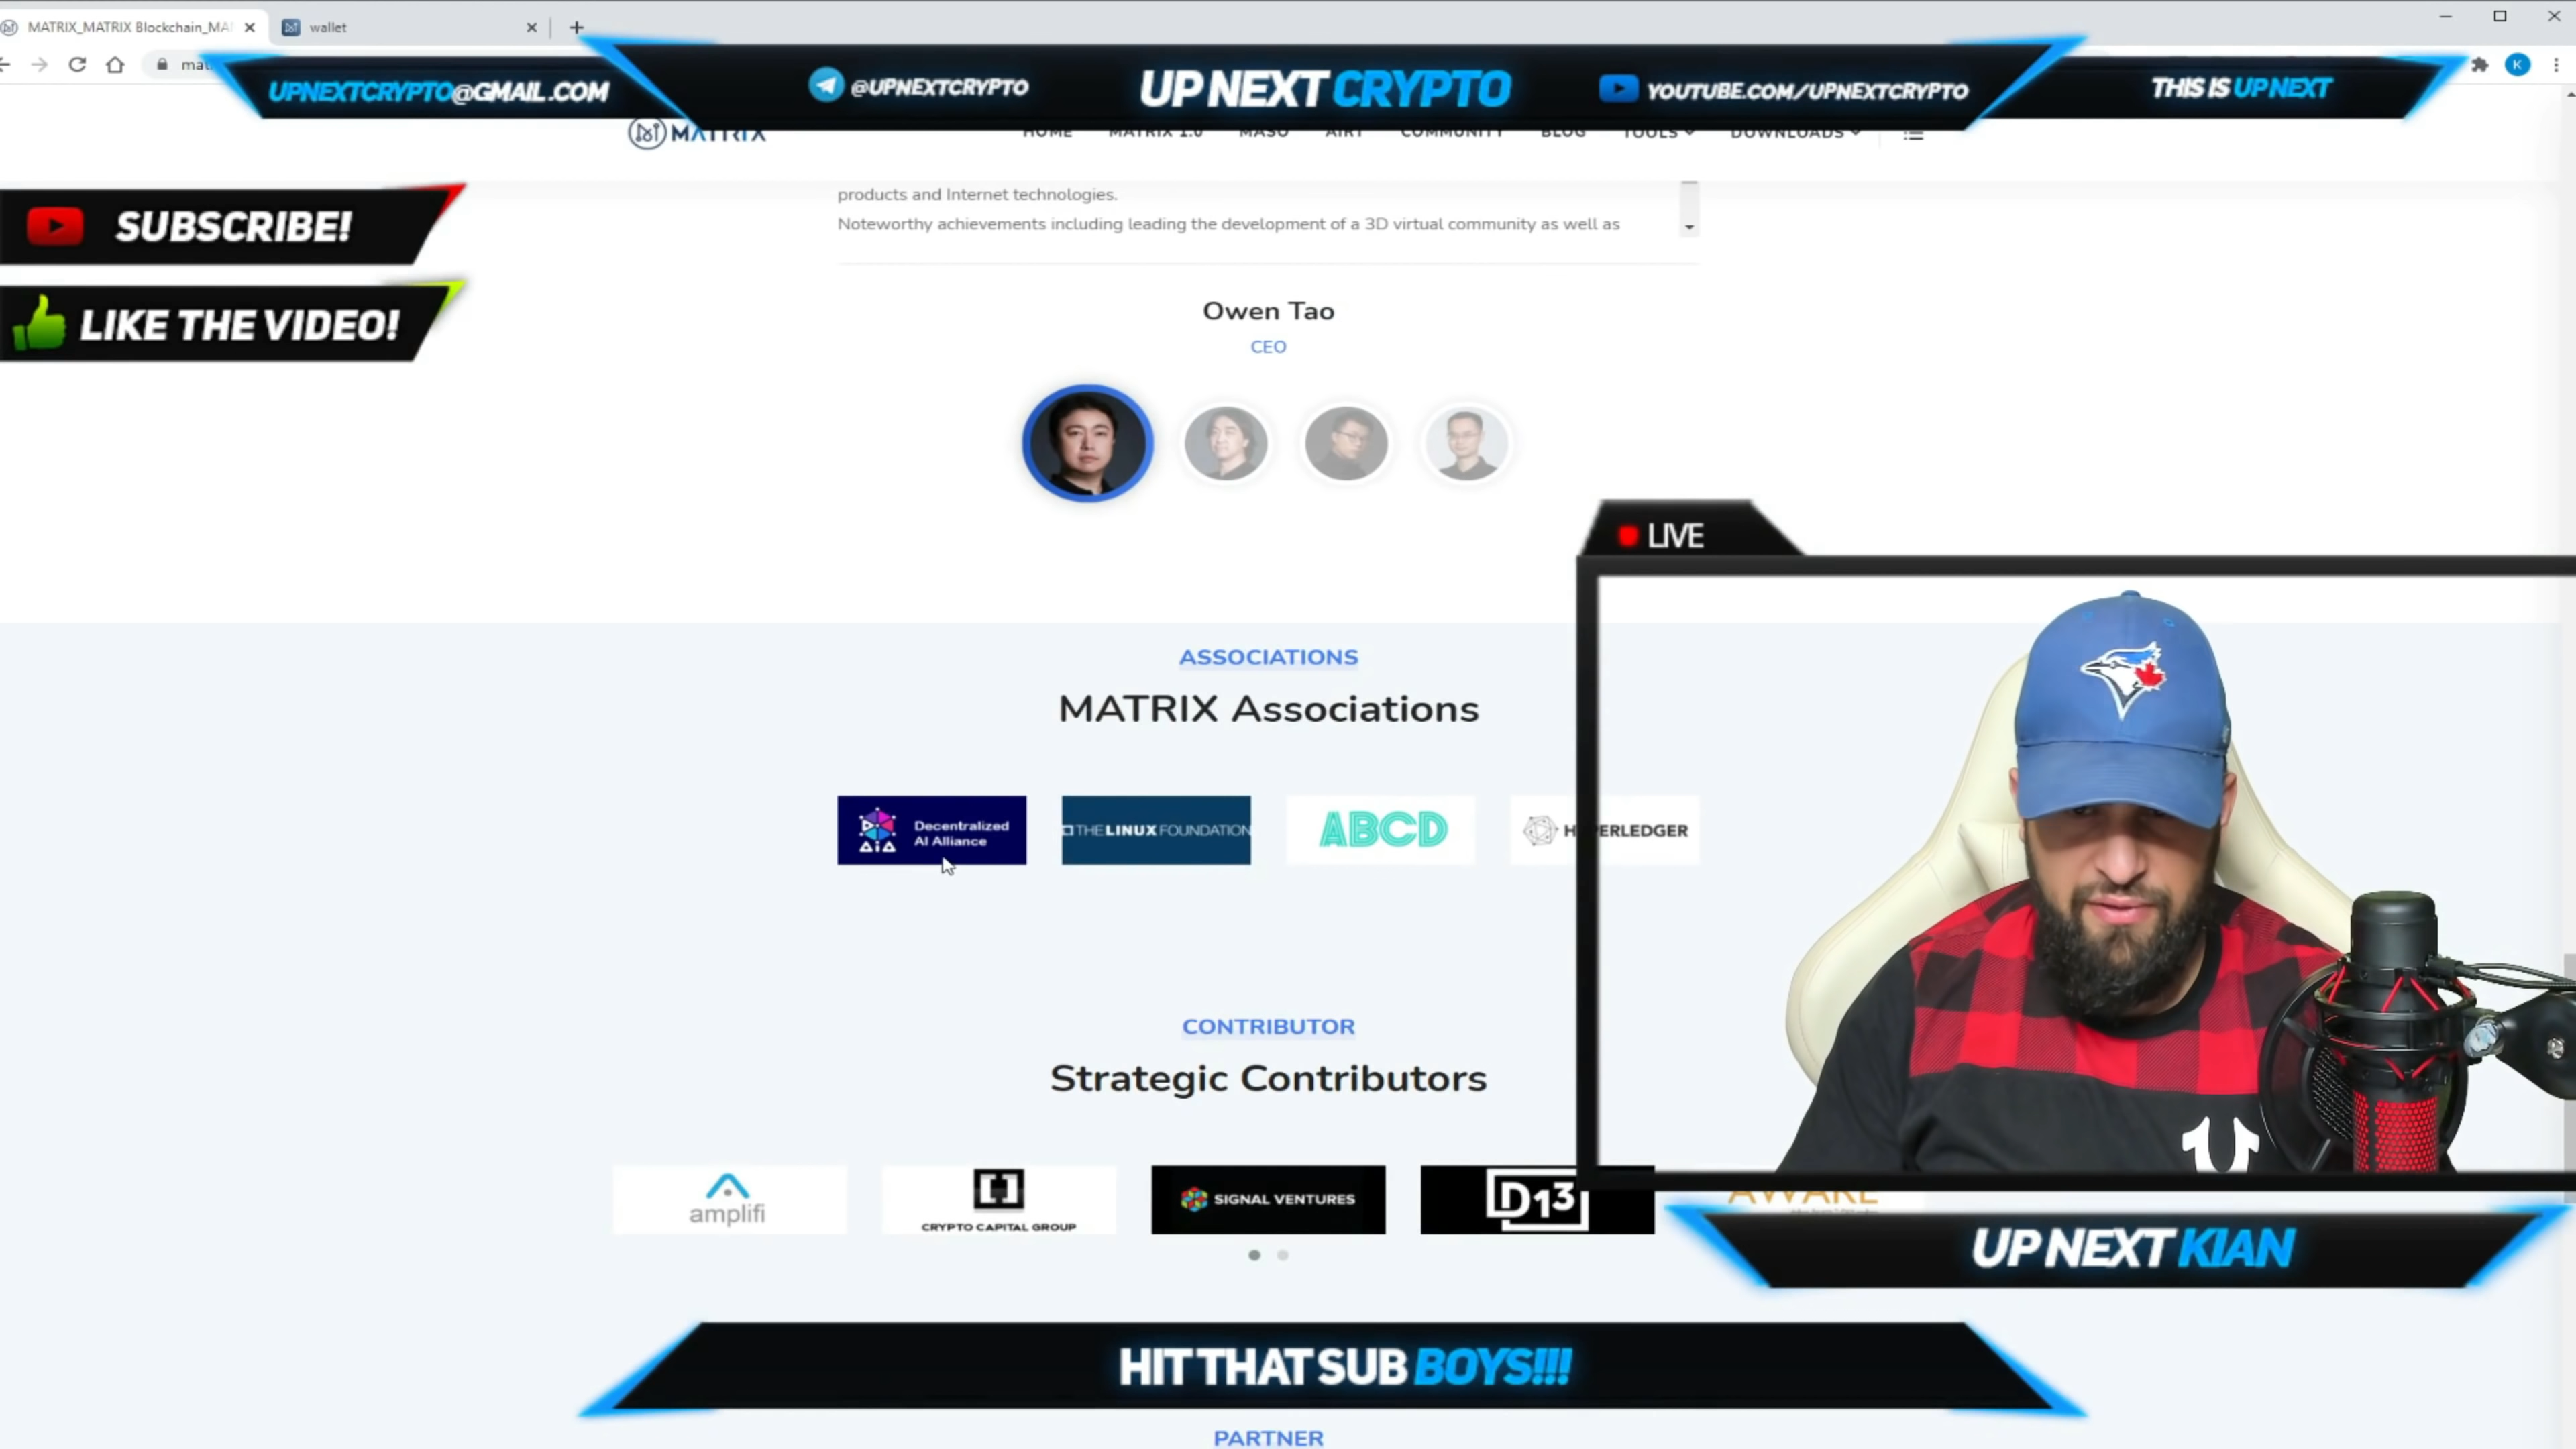 MATRIX_MATRIX Blockchain_MA
wallet
UPNEXTCRYPTO@GMAIL.COM
@UPNEXTCRYPTO
UP NEXT CRYPTO
YOUTUBE.COM/UPNEXTCRYPTO
THIS IS UP NEXT
K
MATRIX
HOME MATRIX 1.0 MASO AIRT COMMUNITY BLOG TOOLS DOWNLOADS
SUBSCRIBE!
LIKE THE VIDEO!
products and Internet technologies.
Noteworthy achievements including leading the development of a 3D virtual community as well as
Owen Tao
CEO
LIVE
ASSOCIATIONS
MATRIX Associations
Decentralized
AI Alliance
AIA
THE LINUX FOUNDATION
ABCD
HYPERLEDGER
CONTRIBUTOR
Strategic Contributors
amplifi
CRYPTO CAPITAL GROUP
SIGNAL VENTURES
D13
AWARE
UP NEXT KIAN
HIT THAT SUB BOYS!!!
PARTNER